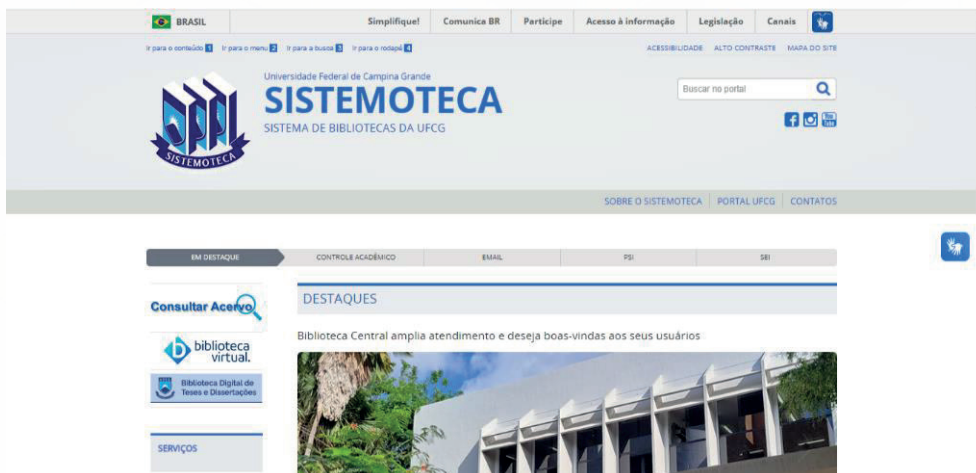 BRASIL Simplifique! Comunica BR Participe Acesso à informação Legislação Canais
Ir para o conteúdo 1 Ir para o menu 2 Ir para a busca 3 Ir para o rodapé 4 ACESSIBILIDADE ALTO CONTRASTE MAPA DO SITE
Universidade Federal de Campina Grande
SISTEMOTECA
SISTEMA DE BIBLIOTECAS DA UFCG
Buscar no portal
You Tube
SISTEMOTECA
SOBRE O SISTEMOTECA PORTAL UFCG CONTATOS
EM DESTAQUE CONTROLE ACADÊMICO EMAIL PSI SEI
Consultar Acervo
DESTAQUES
Biblioteca Central amplia atendimento e deseja boas-vindas aos seus usuários
biblioteca
virtual.
Biblioteca Digital de
Teses e Dissertações
SERVIÇOS